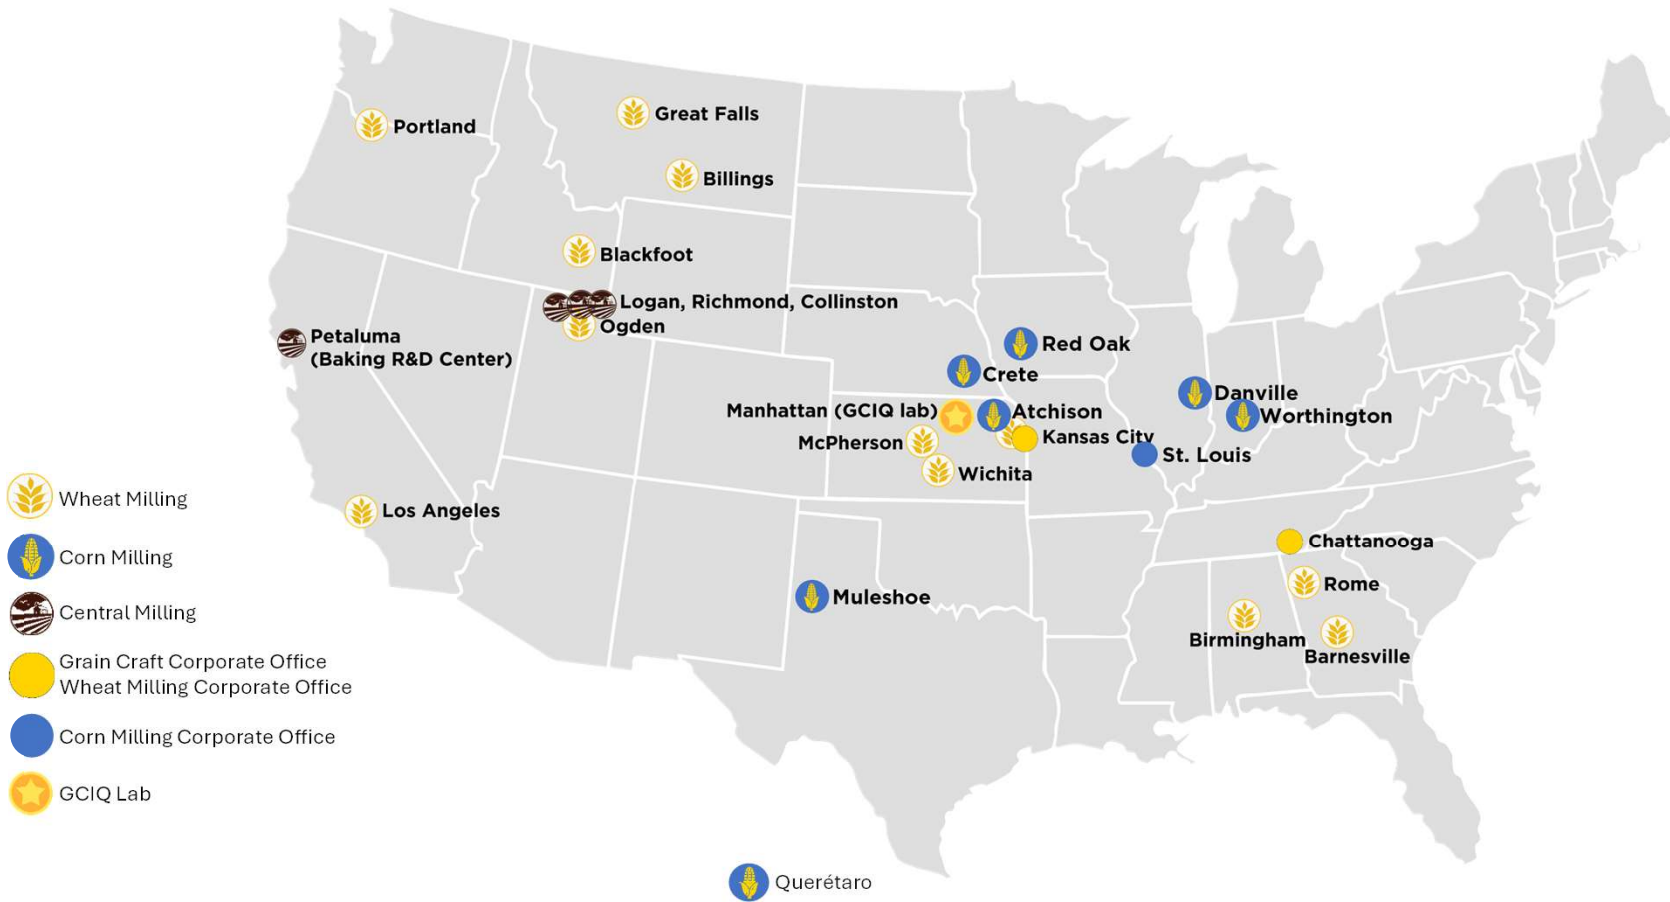 Portland
Great Falls
Billings
Blackfoot
Logan, Richmond, Collinston
Ogden
Petaluma
(Baking R&D Center)
Red Oak
Crete
Danville
Worthington
Manhattan (GCIQ lab)
Atchison
McPherson
Kansas City
St. Louis
Wichita
Los Angeles
Chattanooga
Rome
Muleshoe
Birmingham
Barnesville
Wheat Milling
Corn Milling
Central Milling
Grain Craft Corporate Office
Wheat Milling Corporate Office
Corn Milling Corporate Office
GCIQ Lab
Querétaro